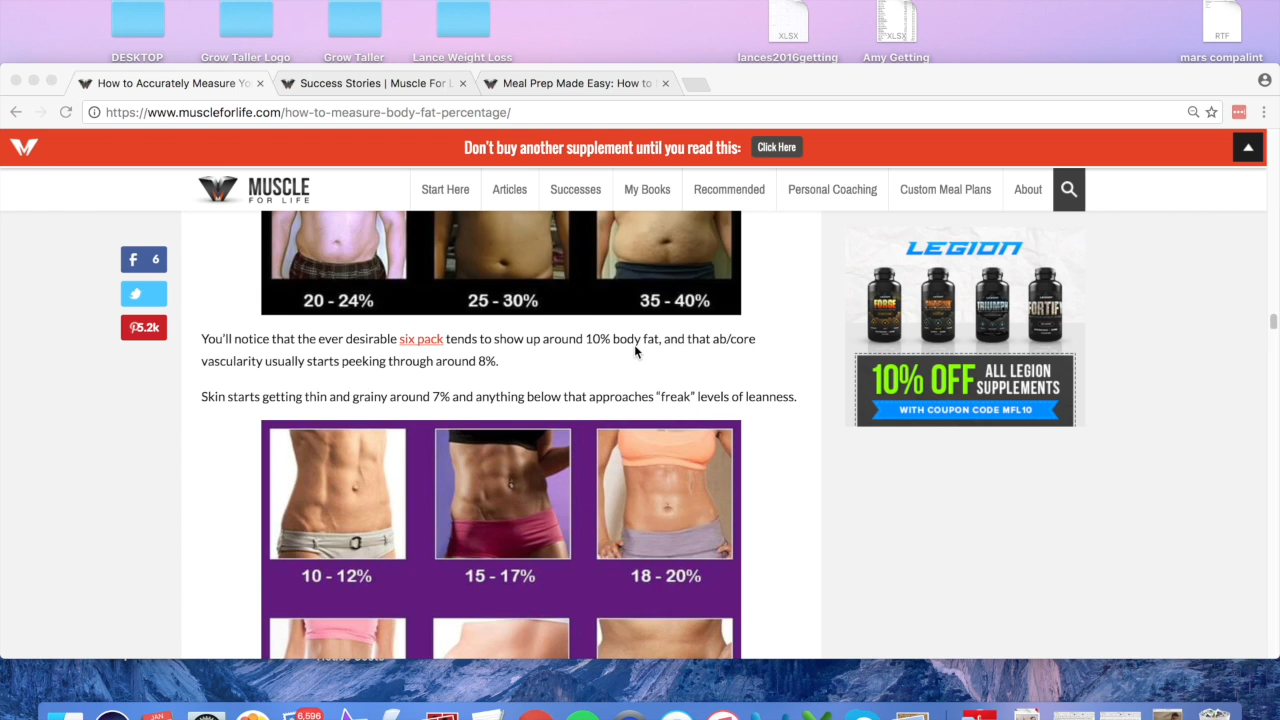 XLSX
XLSX
RTF
DESKTOP
Grow Taller Logo
Grow Taller
Lance Weight Loss
lances2016getting
Amy Getting
mars compalint
How to Accurately Measure Yo
Success Stories | Muscle For L
Meal Prep Made Easy: How to
https://www.muscleforlife.com/how-to-measure-body-fat-percentage/
Don't buy another supplement until you read this:
Click Here
MUSCLE
FOR LIFE
Start Here
Articles
Successes
My Books
Recommended
Personal Coaching
Custom Meal Plans
About
6
5.2k
20 - 24%
25 - 30%
35 - 40%
You'll notice that the ever desirable six pack tends to show up around 10% body fat, and that ab/core
vascularity usually starts peeking through around 8%.
Skin starts getting thin and grainy around 7% and anything below that approaches “freak” levels of leanness.
10 - 12%
15 - 17%
18 - 20%
LEGION
FORGE
TRIUMPH
FORTIFY
10% OFF ALL LEGION
SUPPLEMENTS
WITH COUPON CODE MFL10
JAN
6,596